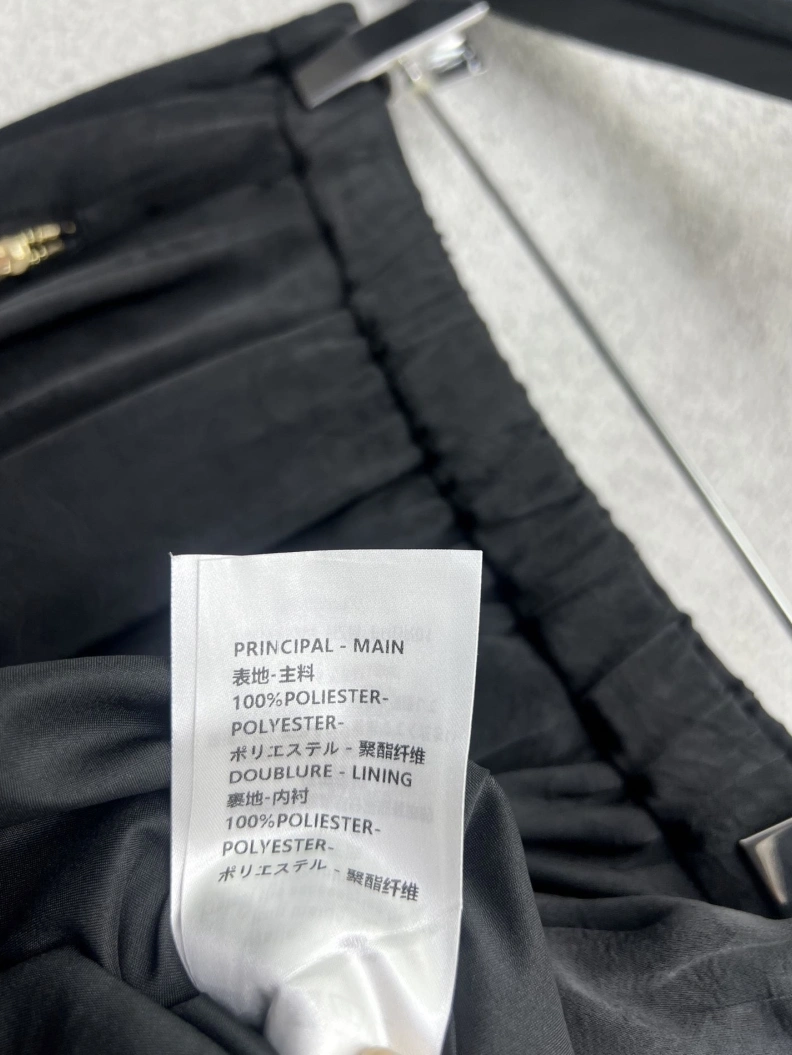 PRINCIPAL - MAIN
表地-主料
100%POLIESTER-
POLYESTER-
ポリエステル - 聚酯纤维
DOUBLURE - LINING
裏地-内衬
100%POLIESTER-
POLYESTER-
ポリエステル - 聚酯纤维